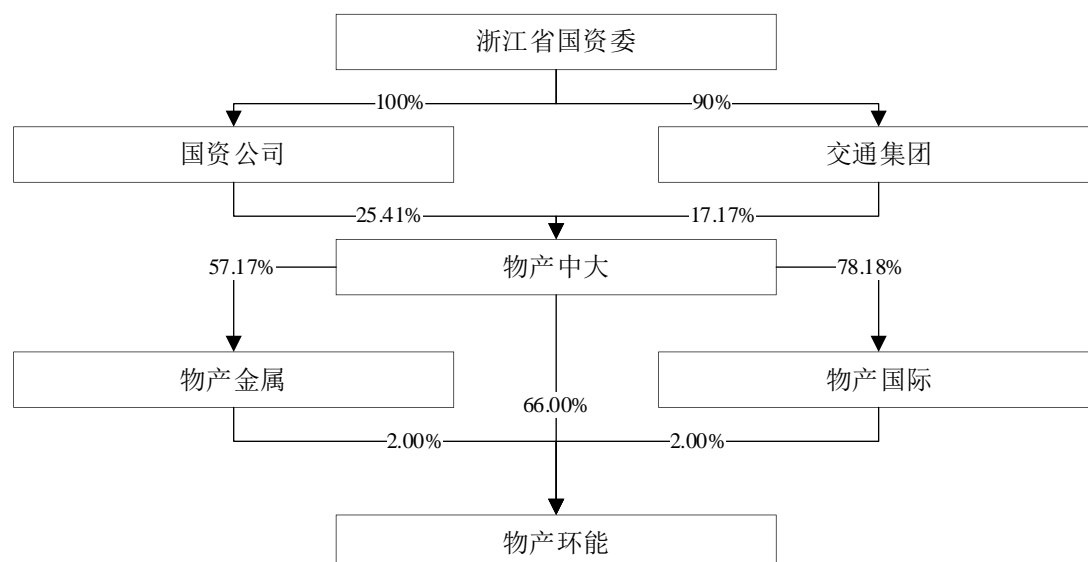 浙江省国资委
100%
90%
国资公司
交通集团
25.41%
17.17%
物产中大
57.17%
78.18%
物产金属
物产国际
66.00%
2.00%
2.00%
物产环能